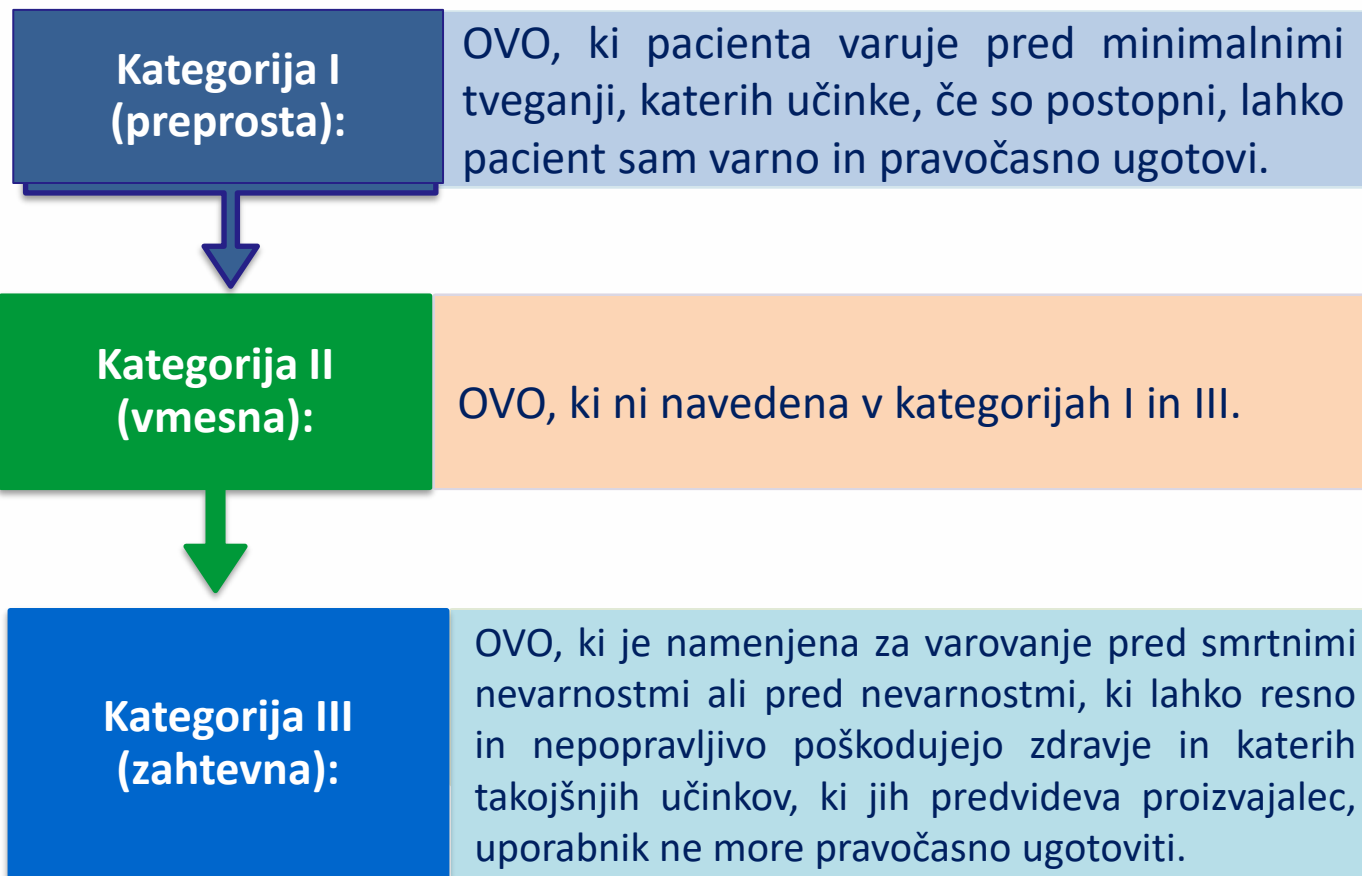 Kategorija I
(preprosta):
OVO, ki pacienta varuje pred minimalnimi
tveganji, katerih učinke, če so postopni, lahko
pacient sam varno in pravočasno ugotovi.
Kategorija II
(vmesna):
OVO, ki ni navedena v kategorijah I in III.
Kategorija III
(zahtevna):
OVO, ki je namenjena za varovanje pred smrtnimi
nevarnostmi ali pred nevarnostmi, ki lahko resno
in nepopravljivo poškodujejo zdravje in katerih
takojšnjih učinkov, ki jih predvideva proizvajalec,
uporabnik ne more pravočasno ugotoviti.